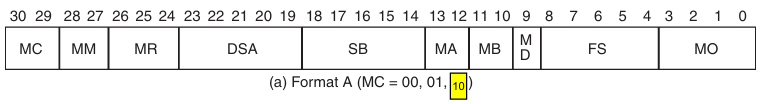 30 29 28 27 26 25 24 23 22 21 20 19 18 17 16 15 14 13 12 11 10 9 8 7 6 5 4 3 2 1 0
MC MM MR DSA SB MA MB MD FS MO
(a) Format A (MC = 00, 01, 10)